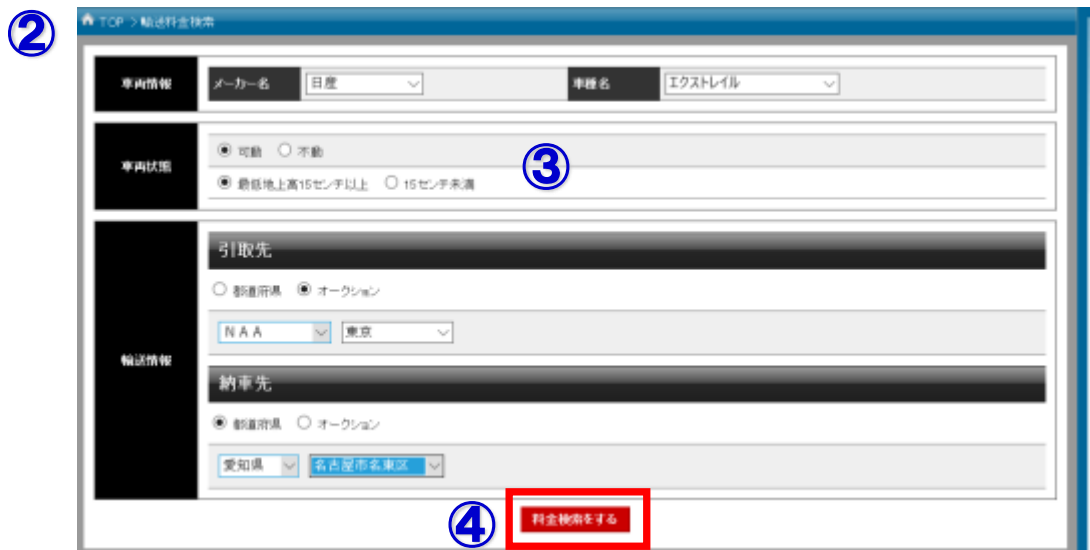 ②
TOP > 輸送料金検索
車両情報 メーカー名 日産 車種名 エクストレイル
車両状態
可動 不動
③
最低地上高15センチ以上 15センチ未満
輸送情報
引取先
都道府県 オークション
NAA 東京
納車先
都道府県 オークション
愛知県 名古屋市名東区
④
料金検索をする